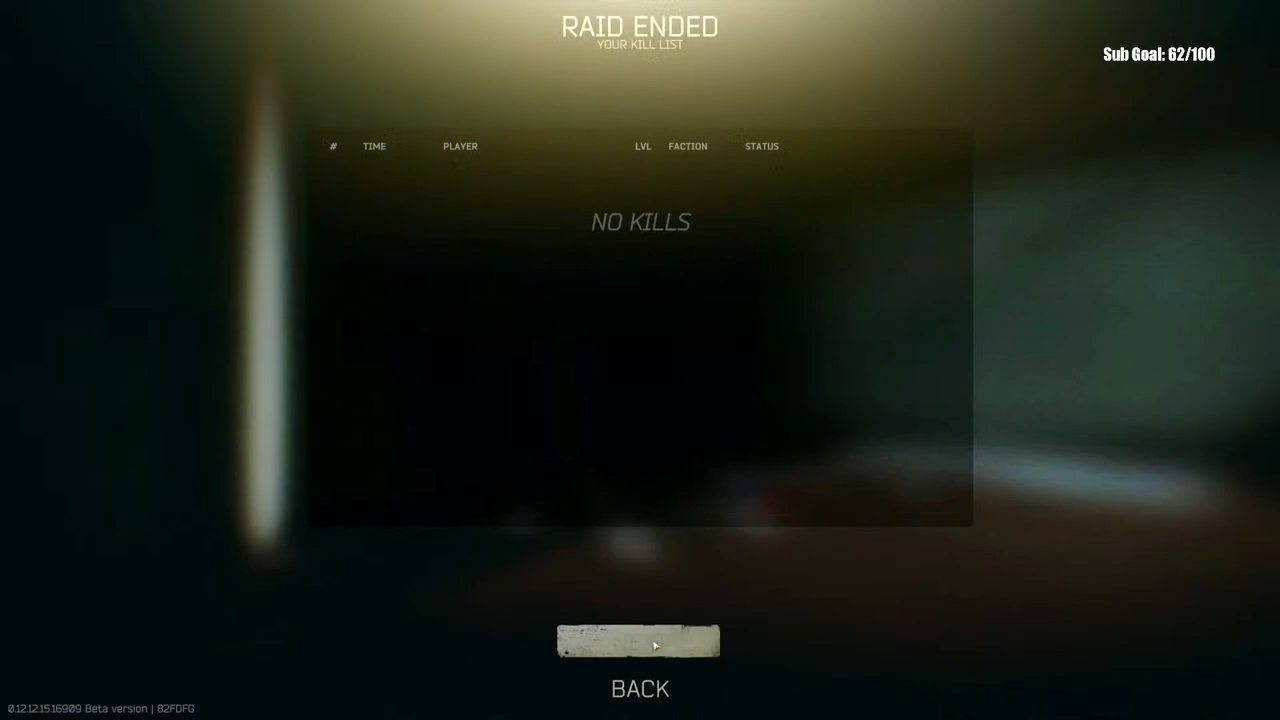 RAID ENDED
YOUR KILL LIST
Sub Goal: 62/100
# TIME PLAYER LVL FACTION STATUS
NO KILLS
BACK
0.12.12.15.16909 Beta version | 82FDFG